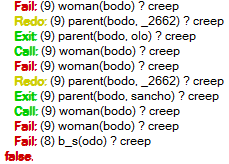 Fail: (9) woman(bodo) ? creep
Redo: (9) parent(bodo, _2662) ? creep
Exit: (9) parent(bodo, olo) ? creep
Call: (9) woman(bodo) ? creep
Fail: (9) woman(bodo) ? creep
Redo: (9) parent(bodo, _2662) ? creep
Exit: (9) parent(bodo, sancho) ? creep
Call: (9) woman(bodo) ? creep
Fail: (9) woman(bodo) ? creep
Fail: (8) b_s(odo) ? creep
false.